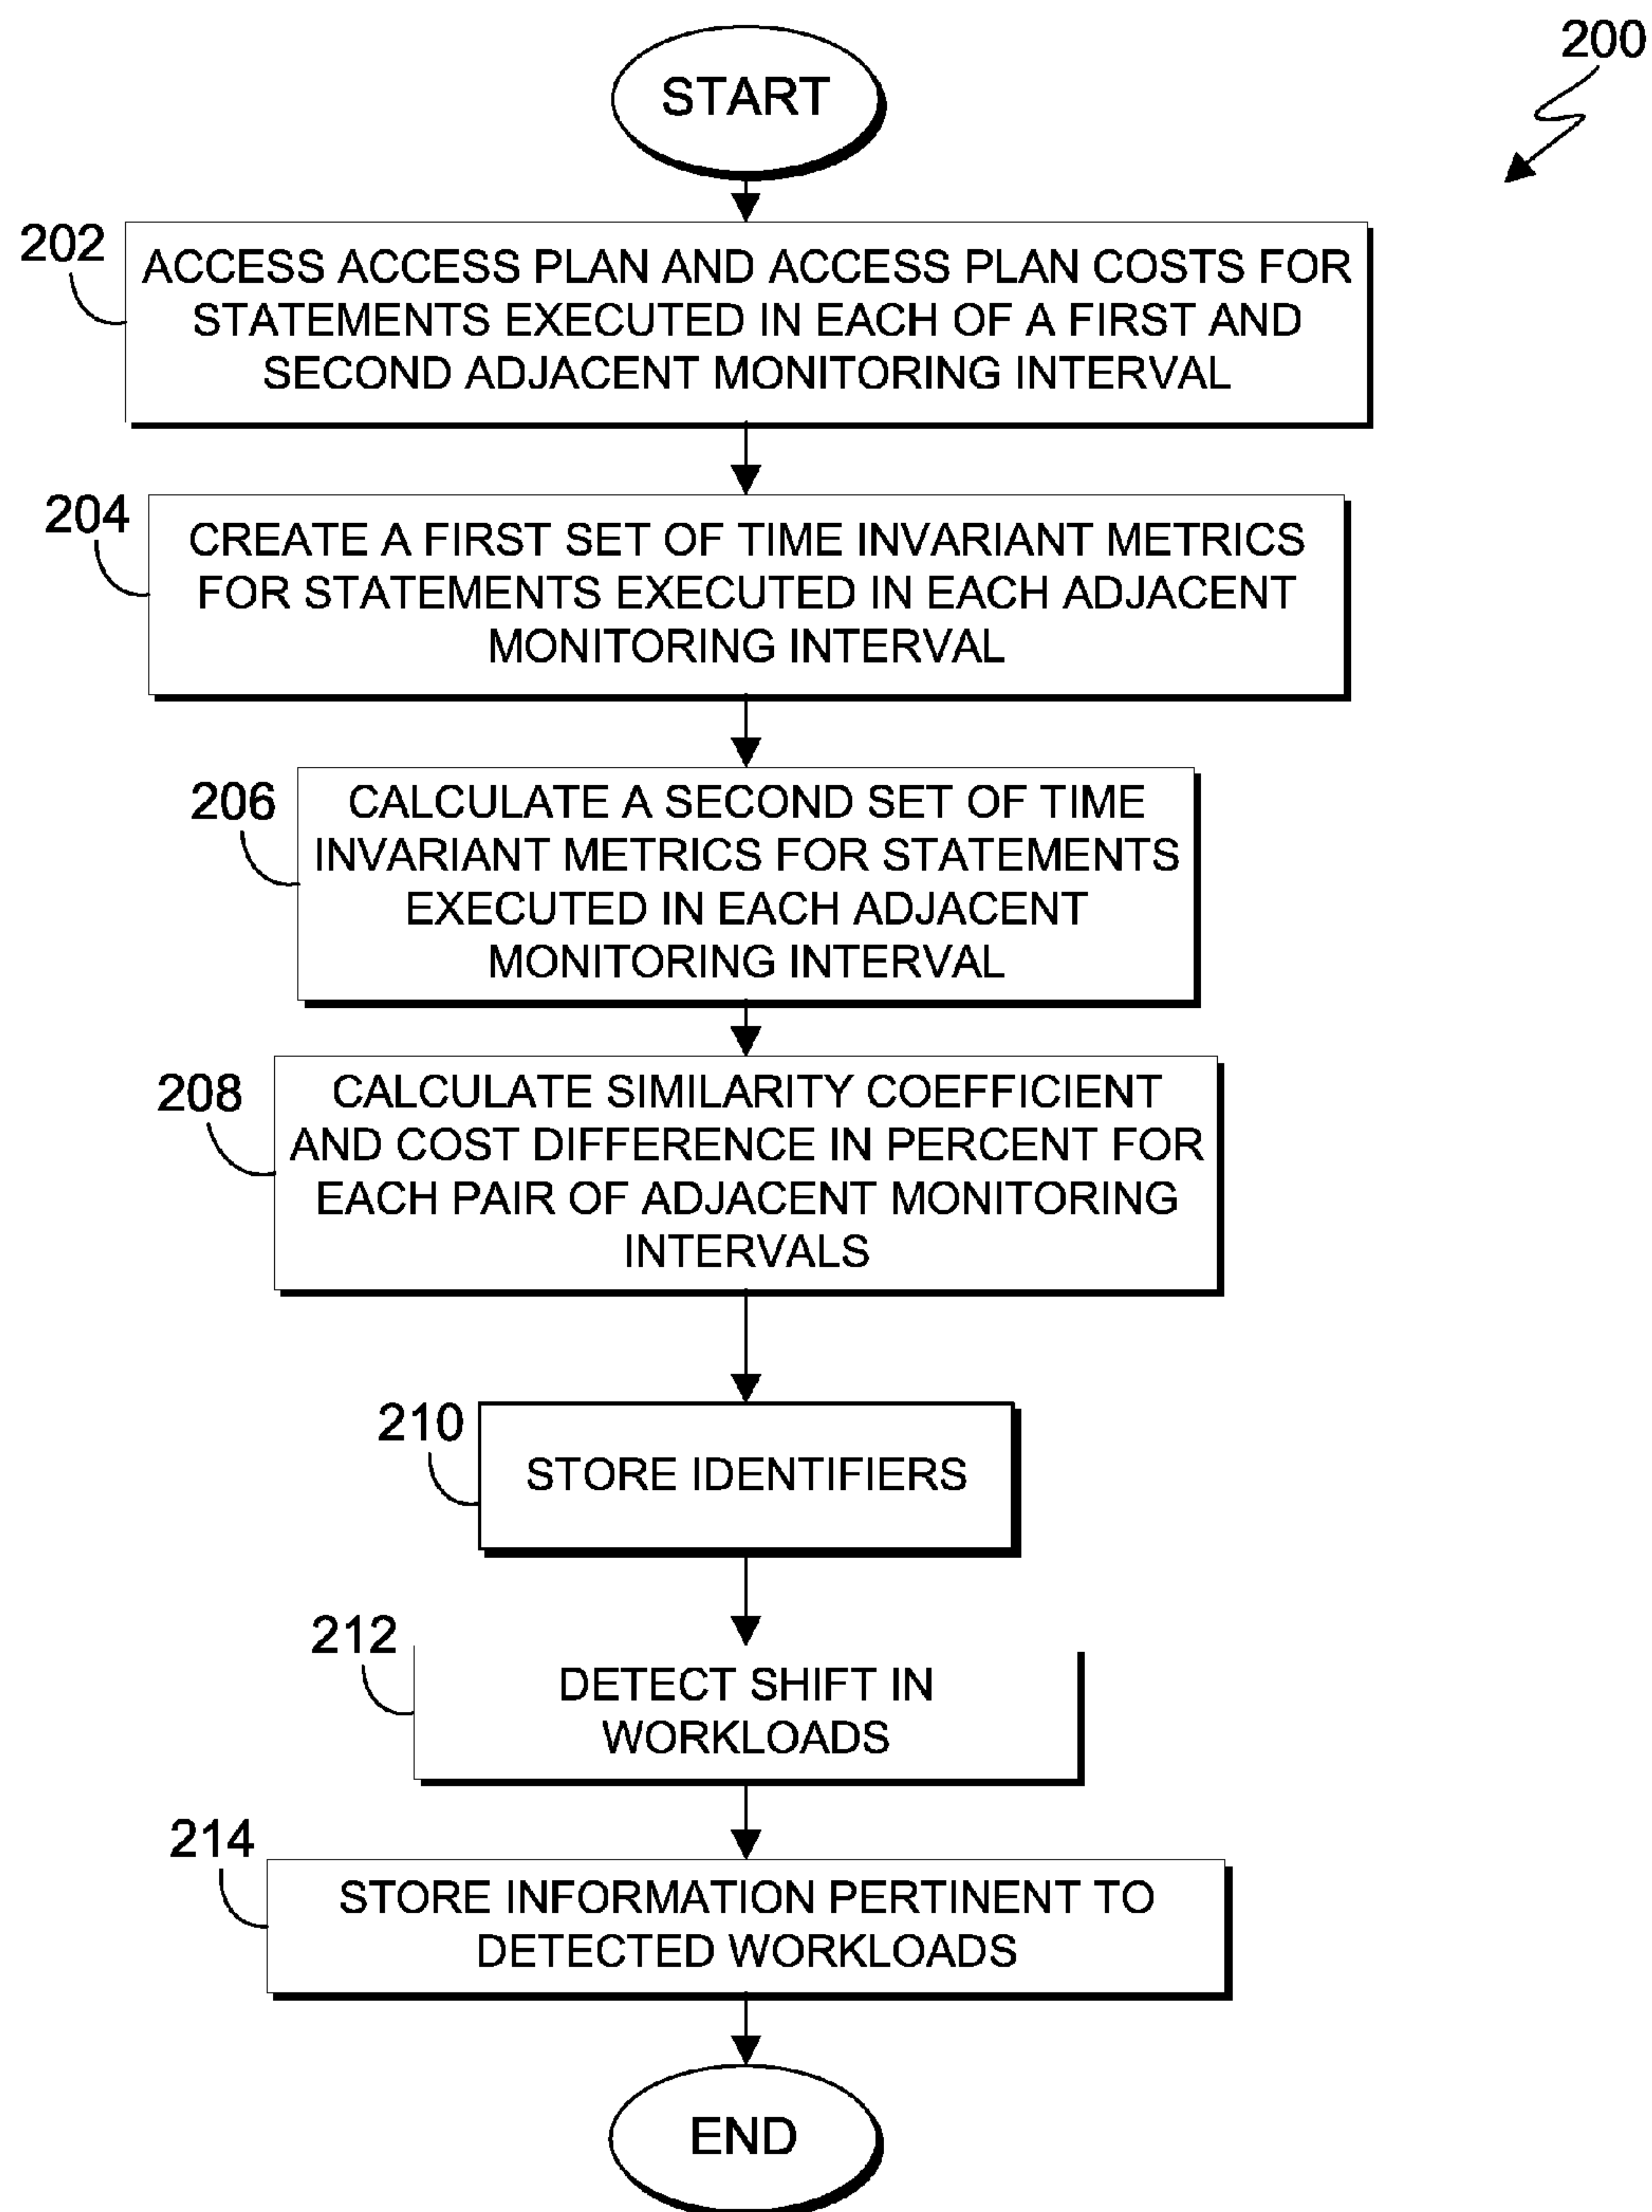 200
START
202
ACCESS ACCESS PLAN AND ACCESS PLAN COSTS FOR
STATEMENTS EXECUTED IN EACH OF A FIRST AND
SECOND ADJACENT MONITORING INTERVAL
204
CREATE A FIRST SET OF TIME INVARIANT METRICS
FOR STATEMENTS EXECUTED IN EACH ADJACENT
MONITORING INTERVAL
206
CALCULATE A SECOND SET OF TIME
INVARIANT METRICS FOR STATEMENTS
EXECUTED IN EACH ADJACENT
MONITORING INTERVAL
208
CALCULATE SIMILARITY COEFFICIENT
AND COST DIFFERENCE IN PERCENT FOR
EACH PAIR OF ADJACENT MONITORING
INTERVALS
210
STORE IDENTIFIERS
212
DETECT SHIFT IN
WORKLOADS
214
STORE INFORMATION PERTINENT TO
DETECTED WORKLOADS
END